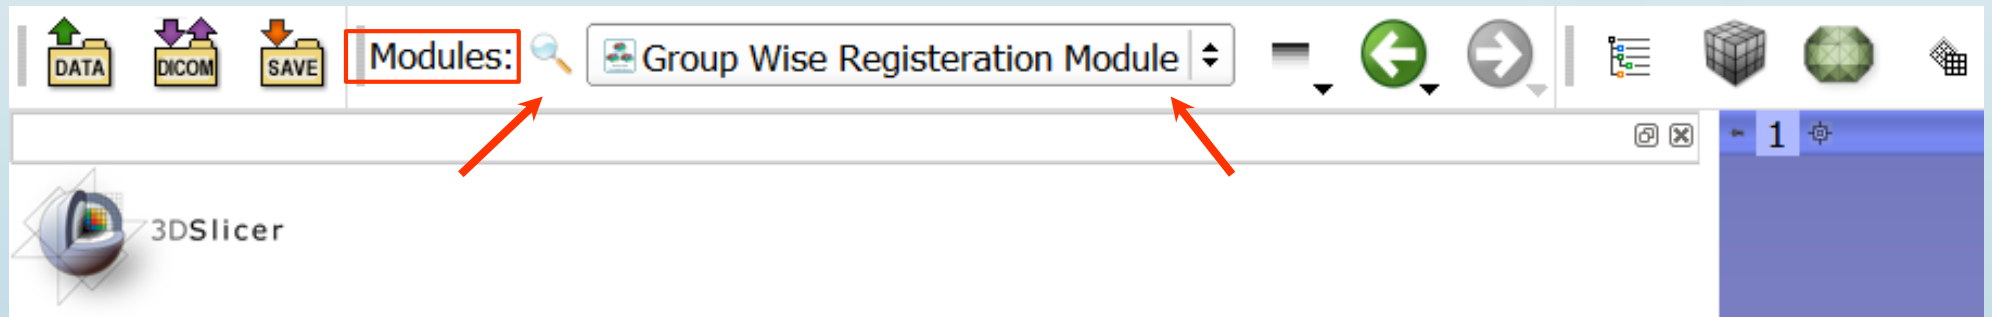 DATA DICOM SAVE Modules: Group Wise Registeration Module
1
3DSlicer